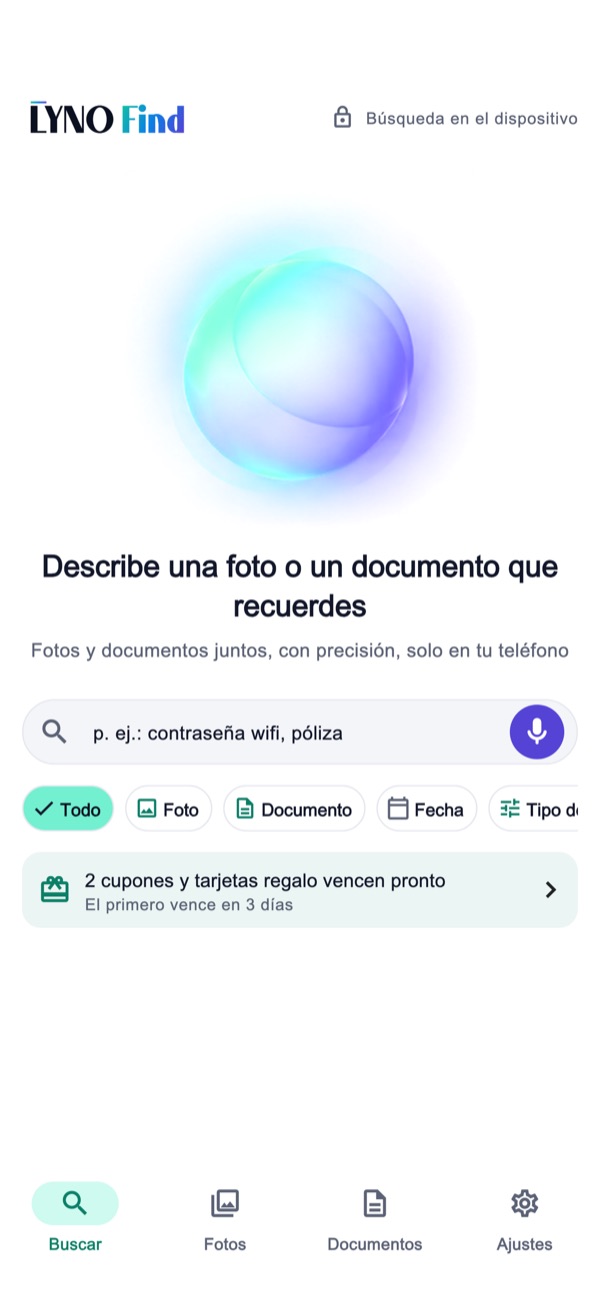 LYNO Find
Búsqueda en el dispositivo
Describe una foto o un documento que
recuerdes
Fotos y documentos juntos, con precisión, solo en tu teléfono
p. ej.: contraseña wifi, póliza
Todo
Foto
Documento
Fecha
Tipo de
2 cupones y tarjetas regalo vencen pronto
El primero vence en 3 días
Buscar
Fotos
Documentos
Ajustes